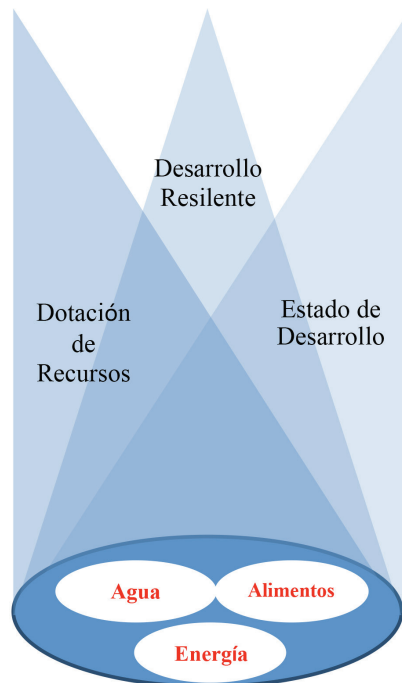 Desarrollo
Resilente
Dotación
de
Recursos
Estado de
Desarrollo
Agua
Alimentos
Energía